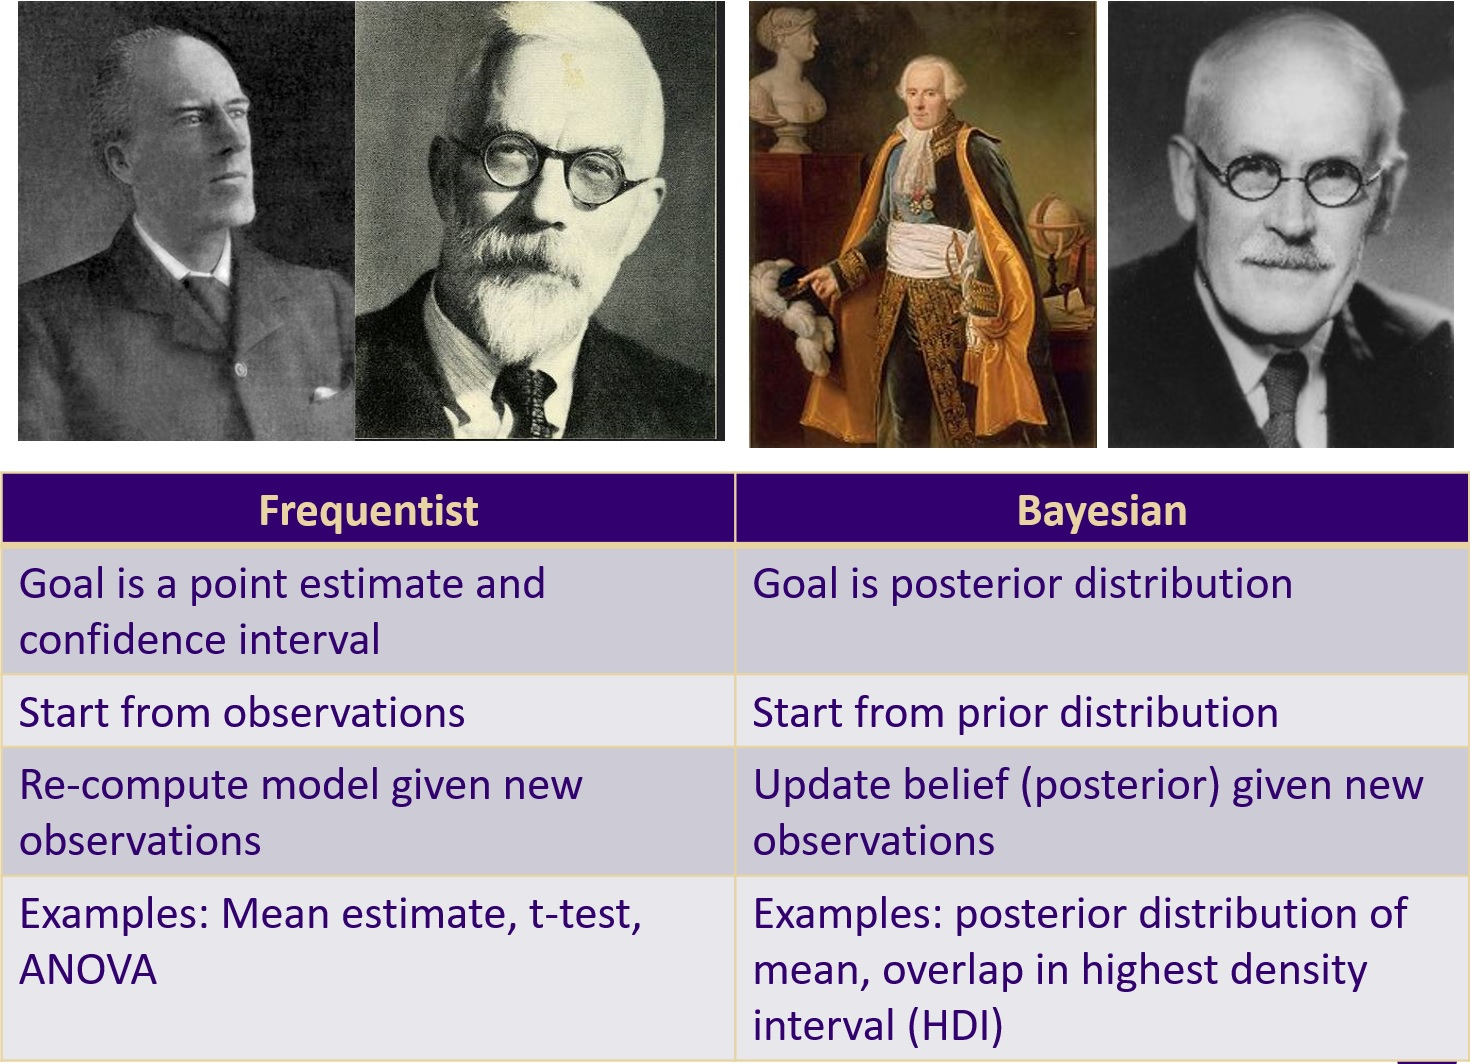 Frequentist
Bayesian
Goal is a point estimate and
confidence interval
Goal is posterior distribution
Start from observations
Start from prior distribution
Re-compute model given new
observations
Update belief (posterior) given new
observations
Examples: Mean estimate, t-test,
ANOVA
Examples: posterior distribution of
mean, overlap in highest density
interval (HDI)